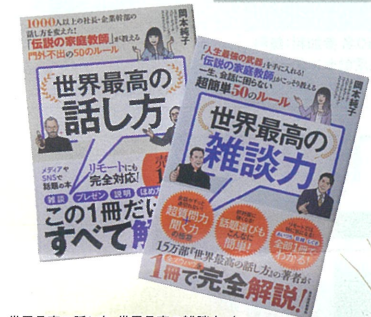 1000人以上の社長・企業幹部の
話し方を変えた!
「伝説の家庭教師」が教える
門外不出の50のルール
岡本純子
世界最高の
話し方
メディアや
SNSで
話題の本
リモートにも
完全対応!
雑談
プレゼン
説明
この1冊だけ
すべて解
「人生最強の武器」を手に入れる!
「伝説の家庭教師」がこっそり教える
一生、会話に困らない
超簡単50のルール
岡本純子
世界最高の
雑談力
超質問力
聞く力
話題選びも
簡単!
全部1冊で
わかる!
15万部『世界最高の話し方』の著者が
1冊で完全解説!